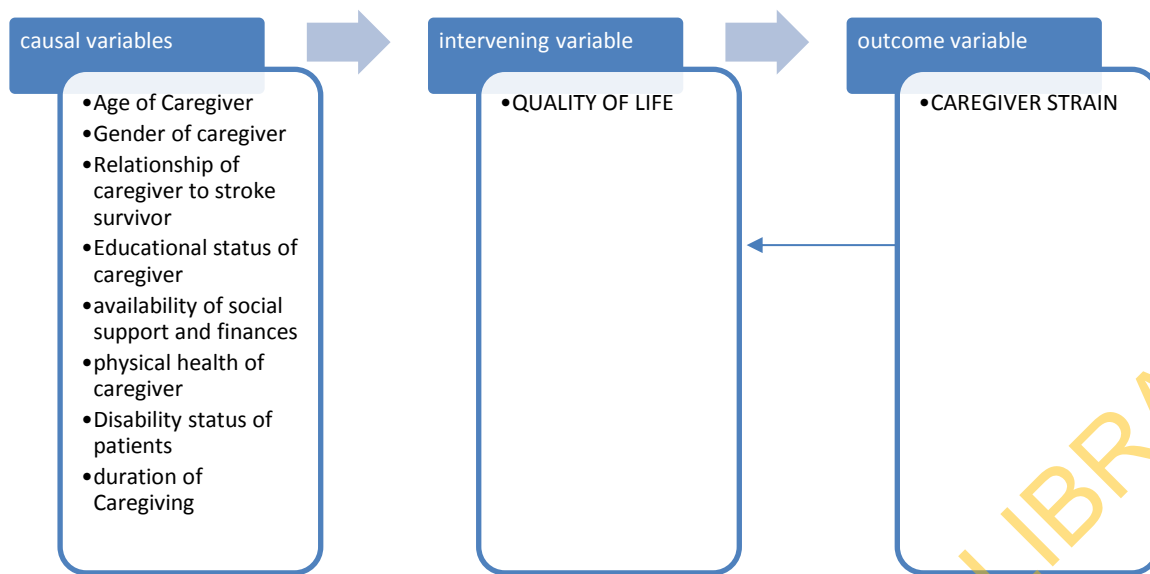 causal variables
•Age of Caregiver
•Gender of caregiver
•Relationship of
caregiver to stroke
survivor
•Educational status of
caregiver
•availability of social
support and finances
•physical health of
caregiver
•Disability status of
patients
•duration of
Caregiving
intervening variable
•QUALITY OF LIFE
outcome variable
•CAREGIVER STRAIN
LIBRA